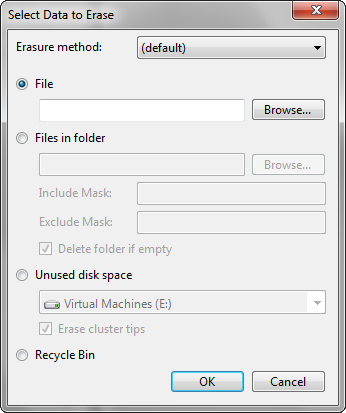 Select Data to Erase
Erasure method: (default)
File
Browse...
Files in folder
Browse...
Include Mask:
Exclude Mask:
Delete folder if empty
Unused disk space
Virtual Machines (E:)
Erase cluster tips
Recycle Bin
OK Cancel